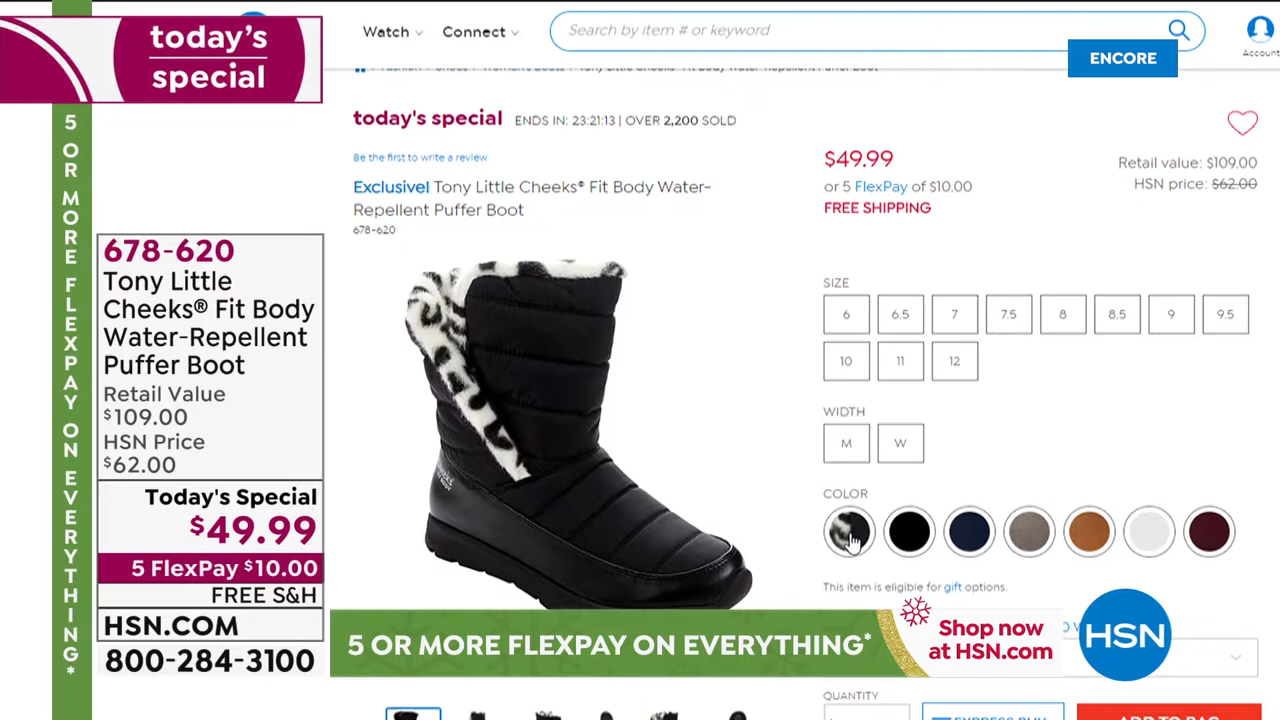 today's
special
5 OR MORE FLEXPAY ON EVERYTHING*
678-620
Tony Little
Cheeks® Fit Body
Water-Repellent
Puffer Boot
Retail Value
$109.00
HSN Price
$62.00
Today's Special
$49.99
5 FlexPay $10.00
FREE S&H
HSN.COM
800-284-3100
Watch
Connect
Search by item # or keyword
Account
ENCORE
today's special ENDS IN: 23:21:13 | OVER 2,200 SOLD
Be the first to write a review
Exclusive! Tony Little Cheeks® Fit Body Water-
Repellent Puffer Boot
678-620
$49.99
or 5 FlexPay of $10.00
FREE SHIPPING
Retail value: $109.00
HSN price: $62.00
SIZE
6 6.5 7 7.5 8 8.5 9 9.5
10 11 12
WIDTH
M W
COLOR
This item is eligible for gift options.
5 OR MORE FLEXPAY ON EVERYTHING*
Shop now
at HSN.com
HSN
QUANTITY
EXPRESS BUY
ADD TO BAG